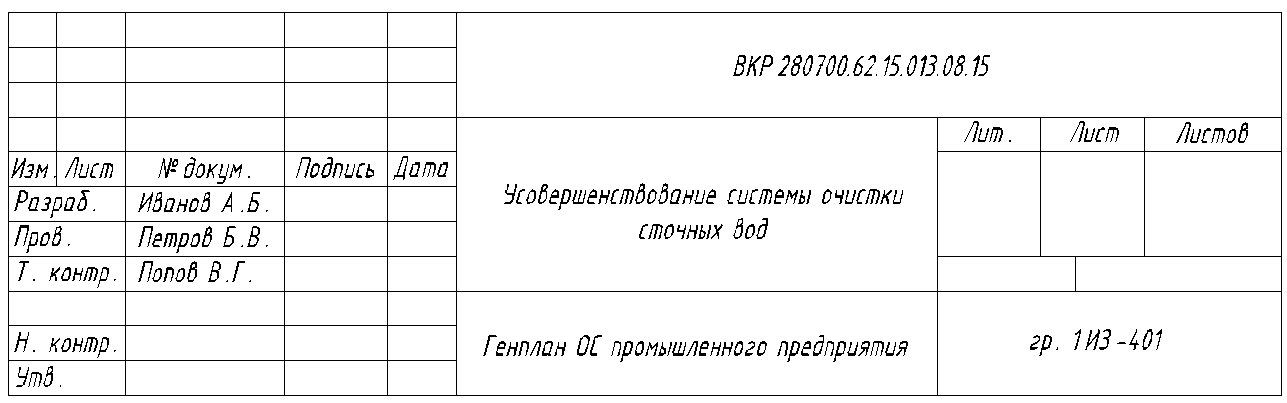 ВКР 280700.62.15.013.08.15
Лит. Лист Листов
Изм. Лист № докум. Подпись Дата
Разраб. Иванов А.Б.
Пров. Петров Б.В.
Т. контр. Попов В.Г.
Усовершенствование системы очистки
сточных вод
Н. контр.
Утв.
Генплан ОС промышленного предприятия
гр. 1ИЗ-401